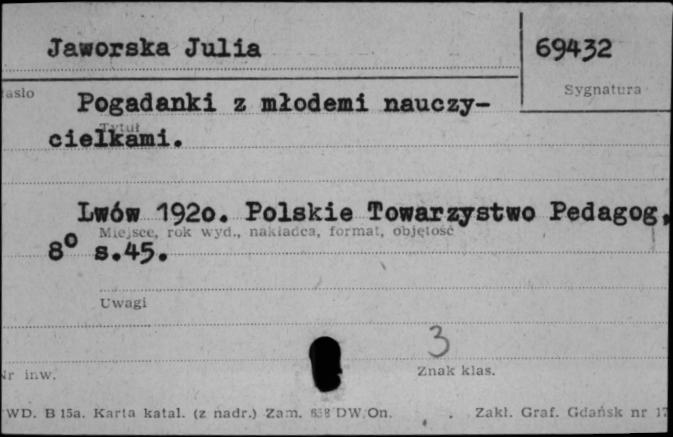 Jaworska Julia
69432
Sygnatura
asło
Pogadanki z młodemi nauczy-
Tytuł
cielkami.
Lwów 192o. Polskie Towarzystwo Pedagog,
Miejsce, rok wyd., nakładca, format, objętość
8° s.45.
Uwagi
3
Nr inw.
Znak klas.
WD. B 15a. Karta katal. (z nadr.) Zam. DW/On. Zakł. Graf. Gdańsk nr 17